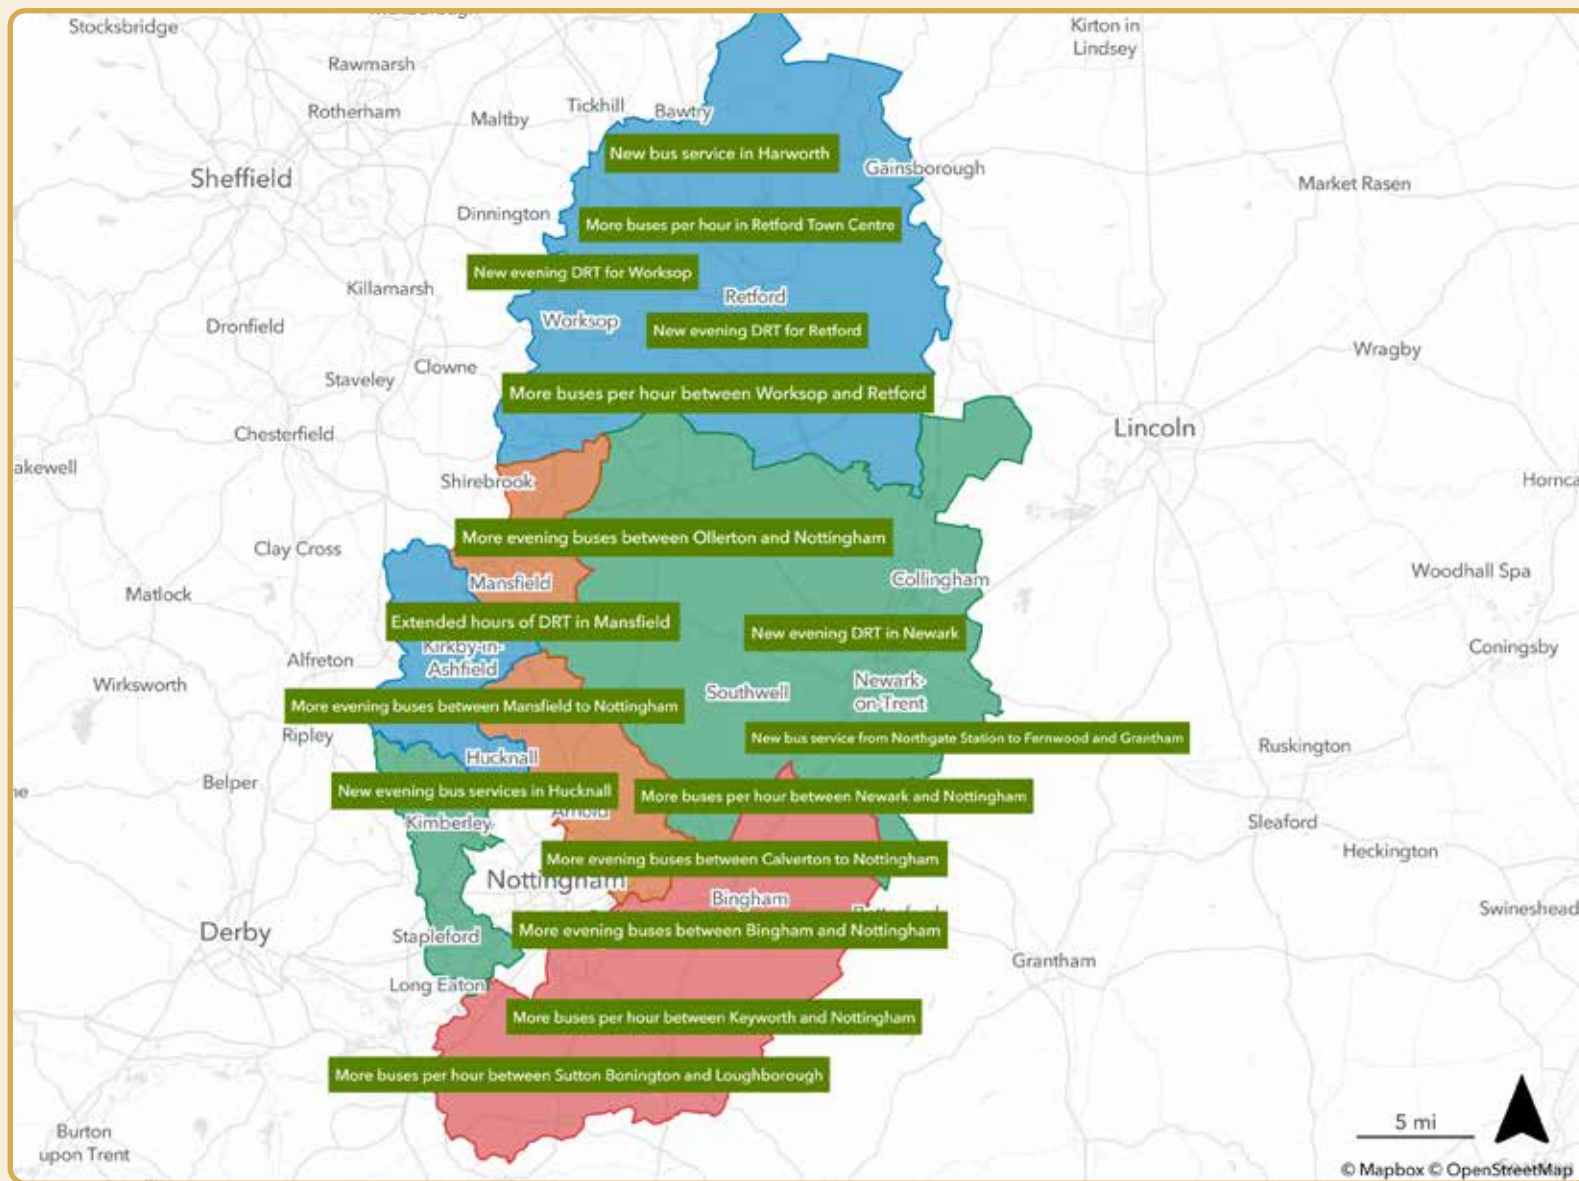 Stocksbridge
Kirton in
Lindsey
Rawmarsh
Rotherham
Maltby
Tickhill
Bawtry
New bus service in Harworth
Sheffield
Gainsborough
Market Rasen
Dinnington
More buses per hour in Retford Town Centre
New evening DRT for Worksop
Killamarsh
Retford
Dronfield
Worksop
New evening DRT for Retford
Wragby
Clowne
Staveley
More buses per hour between Worksop and Retford
Chesterfield
Lincoln
akewell
Shirebrook
Hornca
More evening buses between Ollerton and Nottingham
Clay Cross
Mansfield
Collingham
Woodhall Spa
Matlock
Extended hours of DRT in Mansfield
New evening DRT in Newark
Kirkby-in-
Ashfield
Alfreton
Coningsby
Wirksworth
Southwell
Newark-
on-Trent
More evening buses between Mansfield to Nottingham
Ripley
New bus service from Northgate Station to Fernwood and Grantham
Ruskington
Hucknall
Belper
ne
New evening bus services in Hucknall
More buses per hour between Newark and Nottingham
Arnold
Kimberley
Sleaford
Heckington
More evening buses between Calverton to Nottingham
Nottingham
Bingham
Swineshead
Derby
Stapleford
More evening buses between Bingham and Nottingham
Grantham
Long Eaton
More buses per hour between Keyworth and Nottingham
More buses per hour between Sutton Bonington and Loughborough
Burton
upon Trent
5 mi
© Mapbox © OpenStreetMap